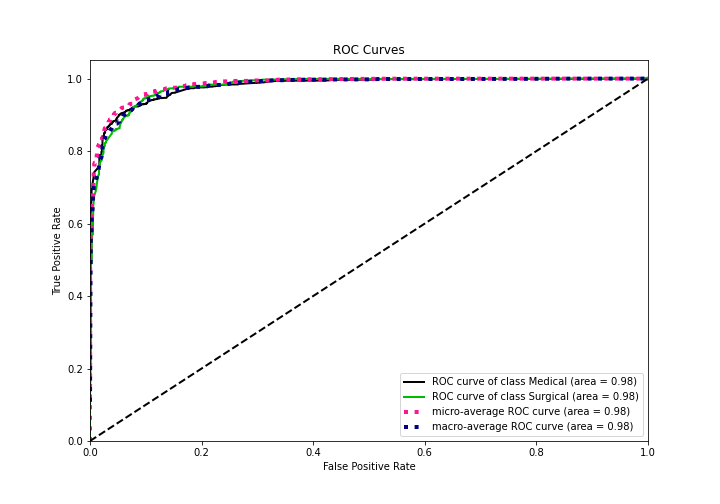 ROC Curves
1.0
0.8
0.6
0.4
0.2
0.0
True Positive Rate
ROC curve of class Medical (area = 0.98)
ROC curve of class Surgical (area = 0.98)
micro-average ROC curve (area = 0.98)
macro-average ROC curve (area = 0.98)
0.0 0.2 0.4 0.6 0.8 1.0
False Positive Rate